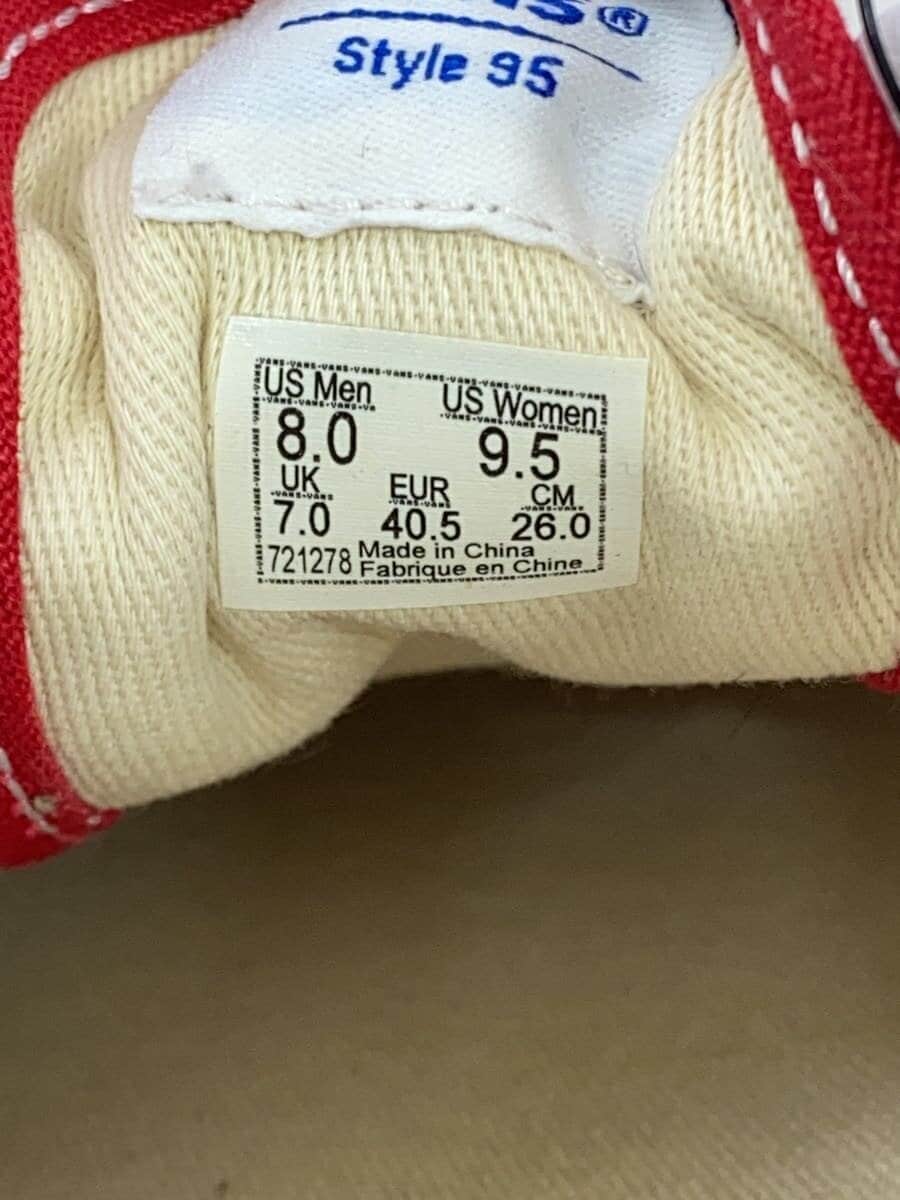 Style 95
US Men US Women
8.0 9.5
UK EUR CM
7.0 40.5 26.0
721278 Made in China
Fabrique en Chine